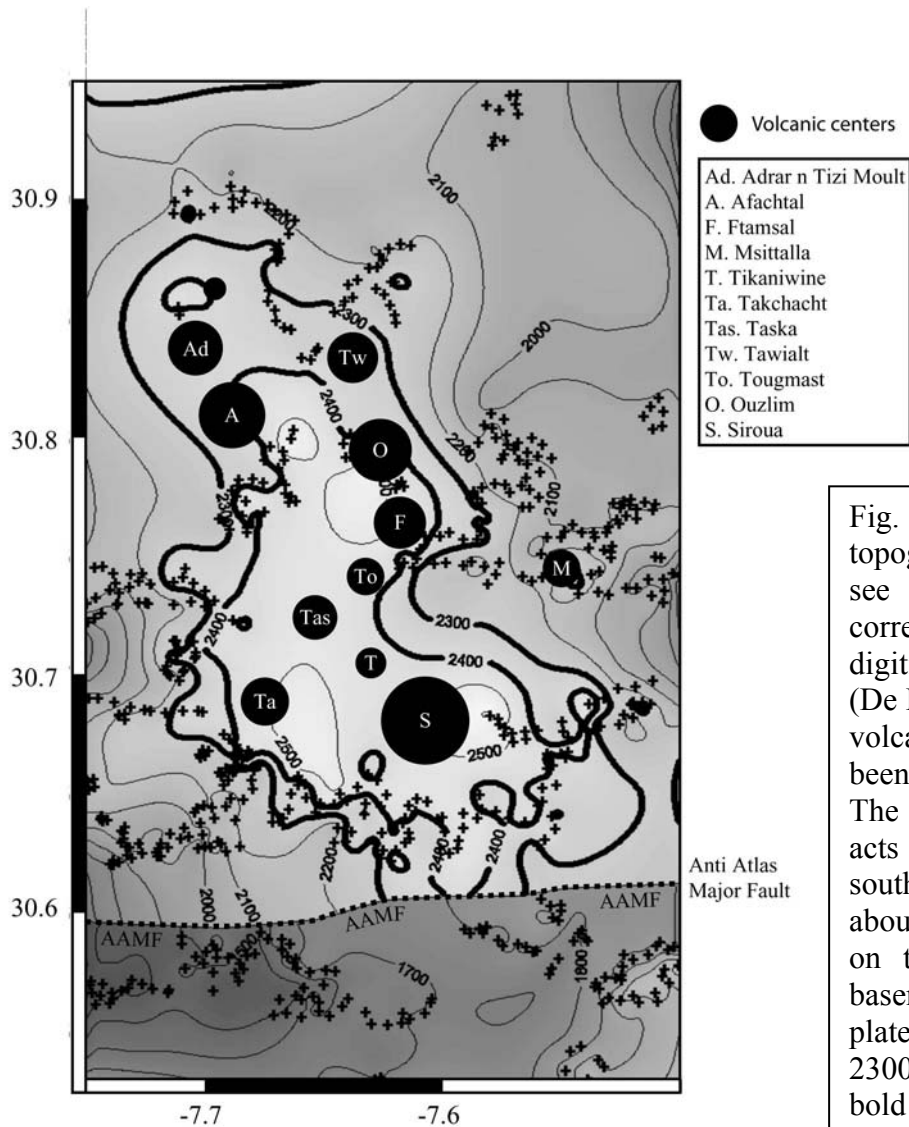 30.9
30.8
30.7
30.6
-7.7
-7.6
2100
2200
2300
2000
2400
2200
2100
2300
2400
2300
2400
2500
2500
2400
2400
2200
2000
2100
1700
1800
Ad
Tw
A
O
F
To
M
Tas
T
Ta
S
AAMF
AAMF
AAMF
Anti Atlas
Major Fault
Volcanic centers
Ad. Adrar n Tizi Moult
A. Afachtal
F. Ftamsal
M. Msittalla
T. Tikaniwine
Ta. Takchacht
Tas. Taska
Tw. Tawialt
To. Tougmast
O. Ouzlim
S. Siroua
Fig.
topog
see
corre
digit
(De
volca
been
The
acts
south
abou
on t
baser
plate
2300
bold